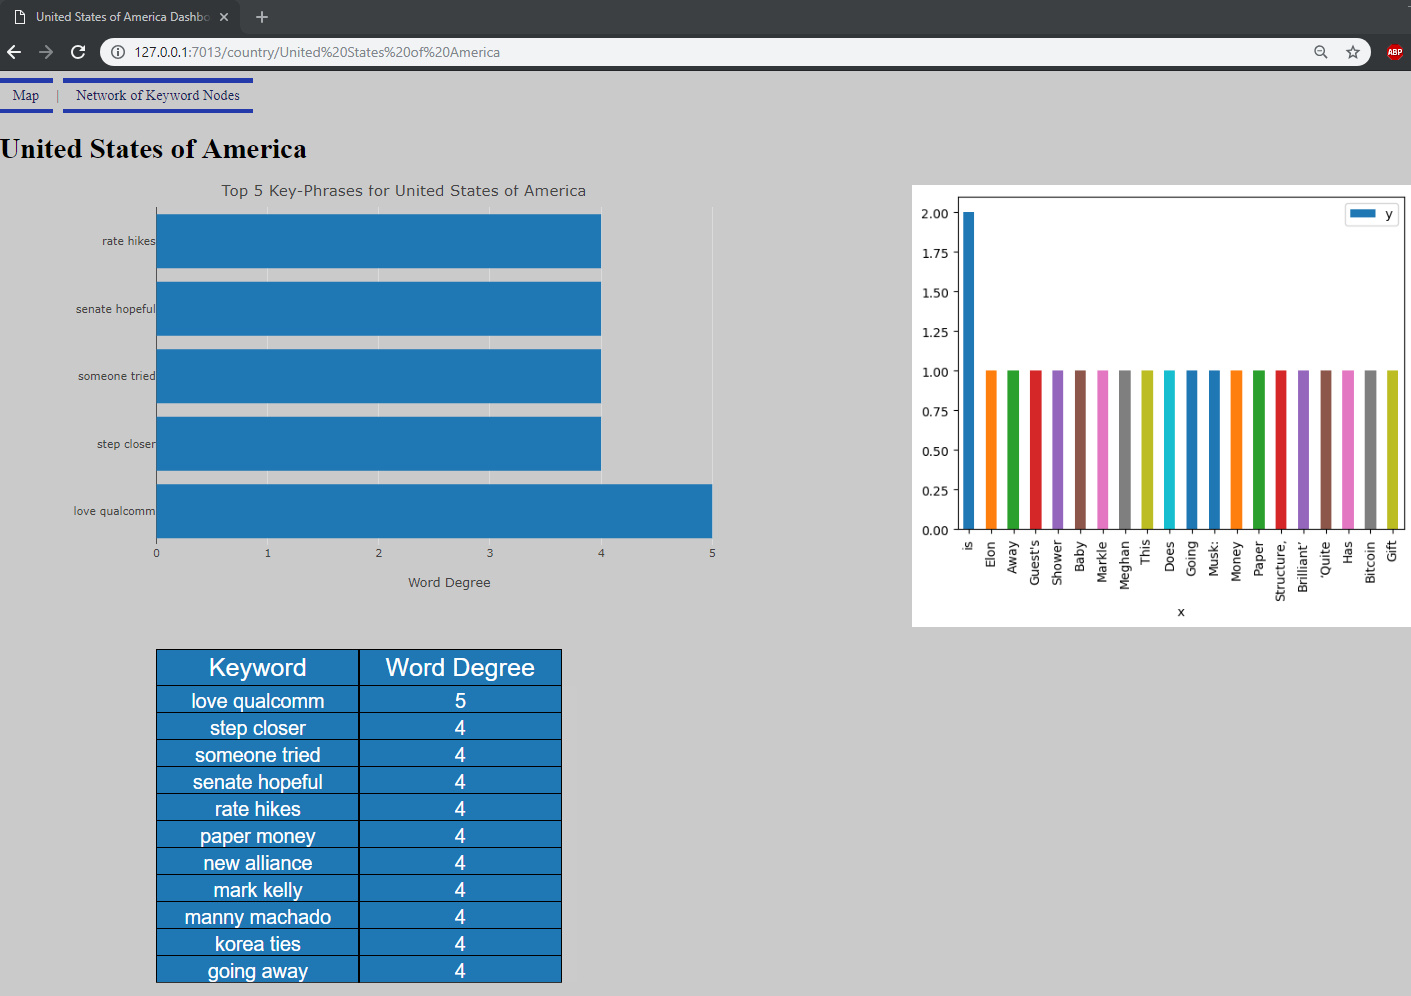 United States of America Dashbo
127.0.0.1:7013/country/United%20States%20of%20America
ABP
Map | Network of Keyword Nodes
United States of America
Top 5 Key-Phrases for United States of America
rate hikes
senate hopeful
someone tried
step closer
love qualcomm
0 1 2 3 4 5
Word Degree
y
2.00
1.75
1.50
1.25
1.00
0.75
0.50
0.25
0.00
is
Elon
Away
Guest's
Shower
Baby
Markle
Meghan
This
Does
Going
Musk:
Money
Paper
Structure,
Brilliant'
'Quite
Has
Bitcoin
Gift
x
Keyword Word Degree
love qualcomm 5
step closer 4
someone tried 4
senate hopeful 4
rate hikes 4
paper money 4
new alliance 4
mark kelly 4
manny machado 4
korea ties 4
going away 4